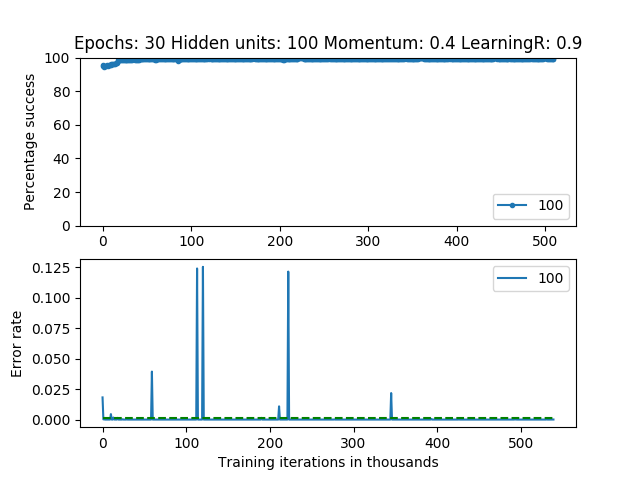 Epochs: 30 Hidden units: 100 Momentum: 0.4 LearningR: 0.9
100
80
60
40
20
0
Percentage success
100
0 100 200 300 400 500
0.125
0.100
0.075
0.050
0.025
0.000
Error rate
100
0 100 200 300 400 500
Training iterations in thousands